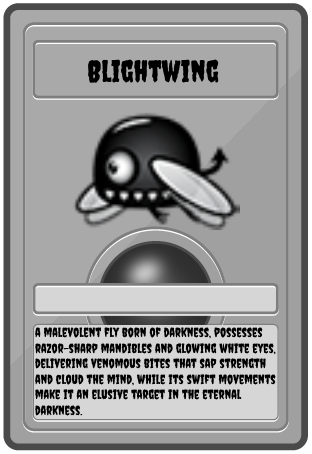 BLIGHTWING
A MALEVOLENT FLY BORN OF DARKNESS, POSSESSES
RAZOR-SHARP MANDIBLES AND GLOWING WHITE EYES,
DELIVERING VENOMOUS BITES THAT SAP STRENGTH
AND CLOUD THE MIND, WHILE ITS SWIFT MOVEMENTS
MAKE IT AN ELUSIVE TARGET IN THE ETERNAL
DARKNESS.